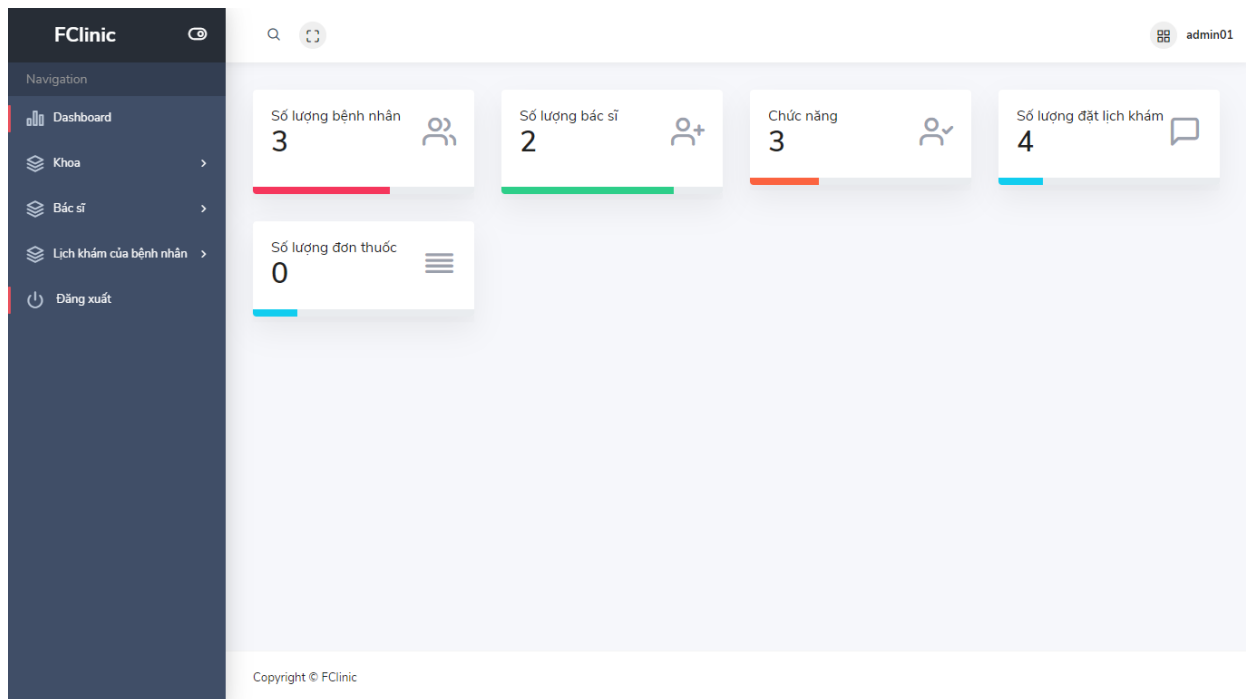 FClinic
admin01
Navigation
Dashboard
Khoa
Bác sĩ
Lịch khám của bệnh nhân
Đăng xuất
Số lượng bệnh nhân
3
Số lượng bác sĩ
2
Chức năng
3
Số lượng đặt lịch khám
4
Số lượng đơn thuốc
0
Copyright © FClinic